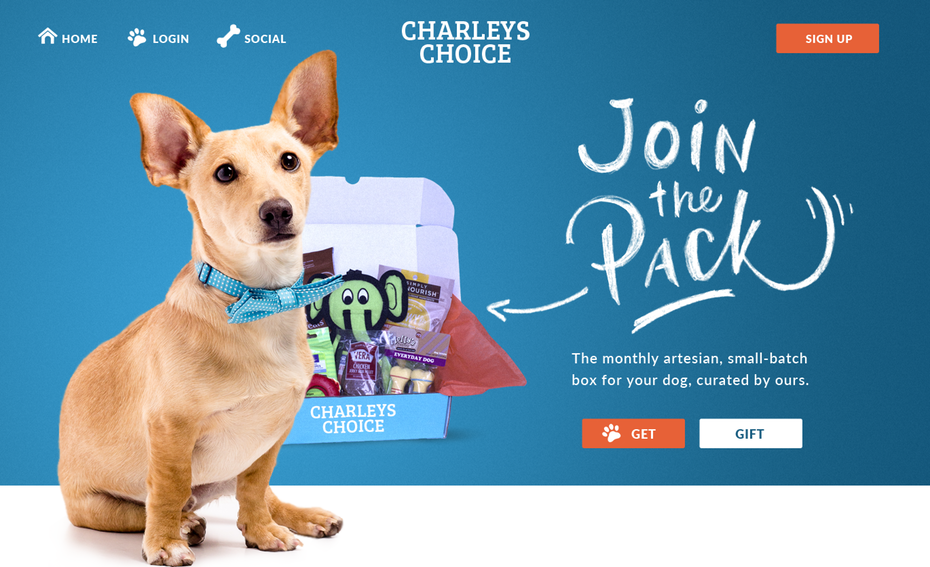 HOME
LOGIN
SOCIAL
CHARLEYS
CHOICE
SIGN UP
JOiN
the
PACK
SIMPLY
NOURISH
EVERYDAY DOG
CHICKEN
CHARLEYS
CHOICE
The monthly artesian, small-batch
box for your dog, curated by ours.
GET
GIFT